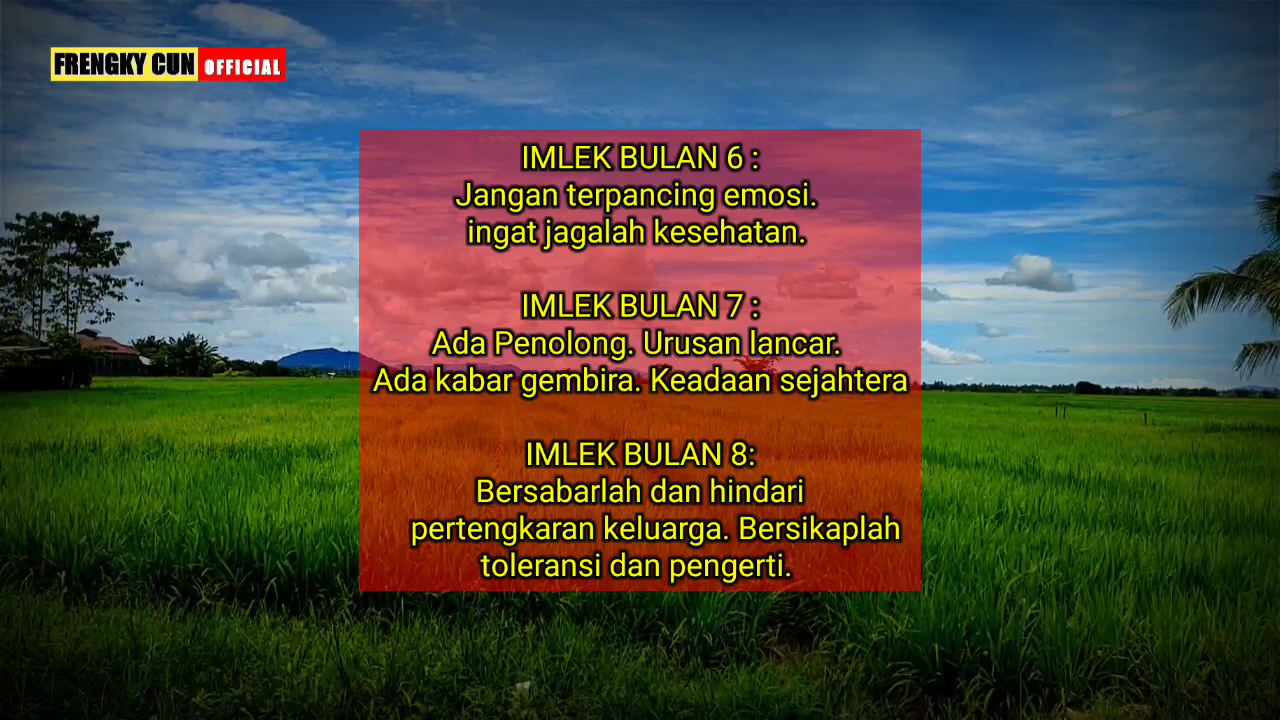 FRENGKY CUN OFFICIAL
IMLEK BULAN 6 :
Jangan terpancing emosi.
ingat jagalah kesehatan.
IMLEK BULAN 7 :
Ada Penolong. Urusan lancar.
Ada kabar gembira. Keadaan sejahtera
IMLEK BULAN 8:
Bersabarlah dan hindari
pertengkaran keluarga. Bersikaplah
toleransi dan pengerti.